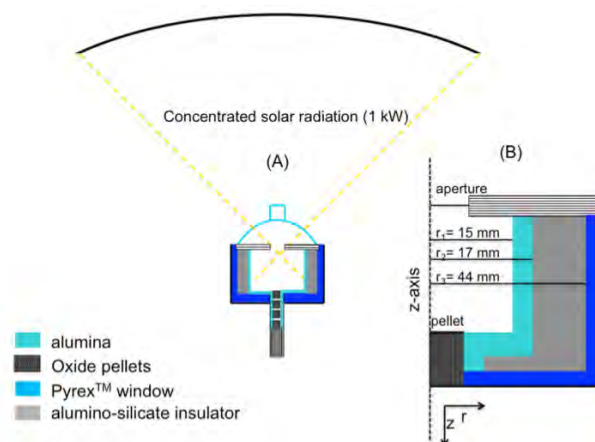 Concentrated solar radiation (1 kW)
(A)
(B)
aperture
r₁= 15 mm
r₂= 17 mm
r₃= 44 mm
z-axis
pellet
z r
alumina
Oxide pellets
Pyrex™ window
alumino-silicate insulator